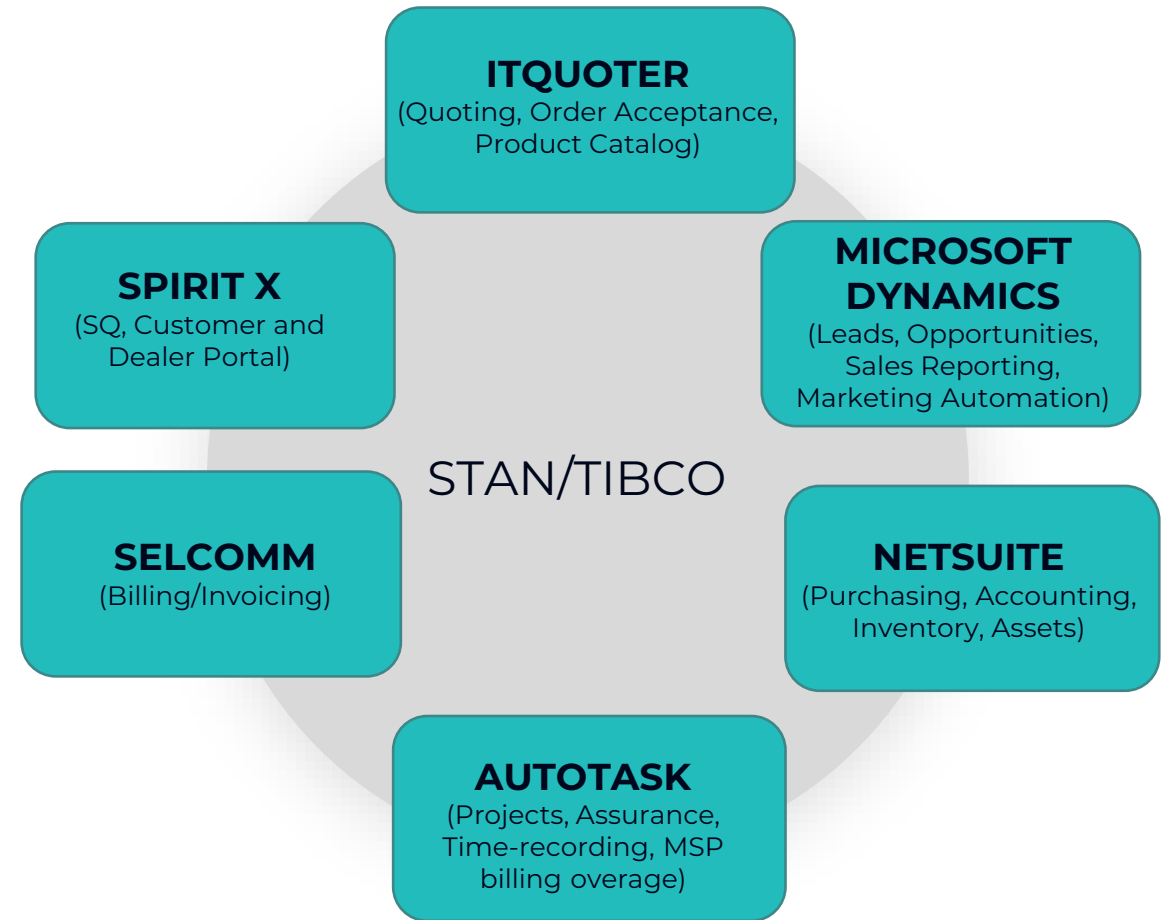 ITQUOTER
(Quoting, Order Acceptance,
Product Catalog)
SPIRIT X
(SQ, Customer and
Dealer Portal)
MICROSOFT
DYNAMICS
(Leads, Opportunities,
Sales Reporting,
Marketing Automation)
STAN/TIBCO
SELCOMM
(Billing/Invoicing)
NETSUITE
(Purchasing, Accounting,
Inventory, Assets)
AUTOTASK
(Projects, Assurance,
Time-recording, MSP
billing overage)